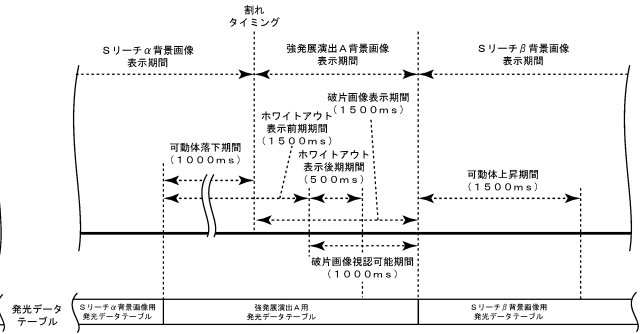 割れ
タイミング
Sリーチα背景画像
表示期間
強発展演出A背景画像
表示期間
Sリーチβ背景画像
表示期間
破片画像表示期間
(1500ms)
ホワイトアウト
表示前期期間
(1500ms)
可動体落下期間
(1000ms)
ホワイトアウト
表示後期期間
(500ms)
可動体上昇期間
(1500ms)
破片画像視認可能期間
(1000ms)
発光データ
テーブル
Sリーチα背景画像用
発光データテーブル
強発展演出A用
発光データテーブル
Sリーチβ背景画像用
発光データテーブル